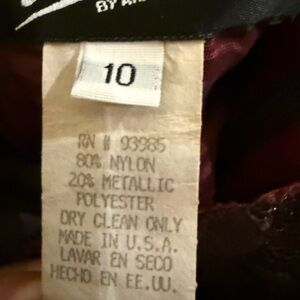 BY
10
RN # 93985
80% NYLON
20% METALLIC
POLYESTER
DRY CLEAN ONLY
MADE IN U.S.A.
LAVAR EN SECO
HECHO EN EE.UU.